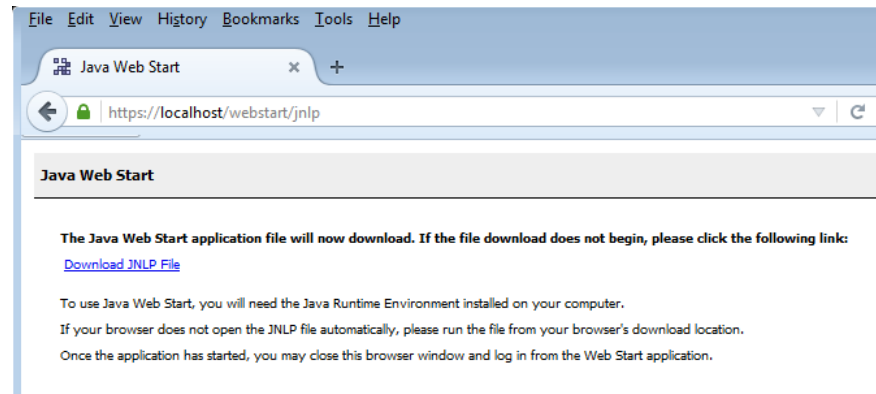 File Edit View History Bookmarks Tools Help
Java Web Start
https://localhost/webstart/jnlp
Java Web Start
The Java Web Start application file will now download. If the file download does not begin, please click the following link:
Download JNLP File
To use Java Web Start, you will need the Java Runtime Environment installed on your computer.
If your browser does not open the JNLP file automatically, please run the file from your browser's download location.
Once the application has started, you may close this browser window and log in from the Web Start application.